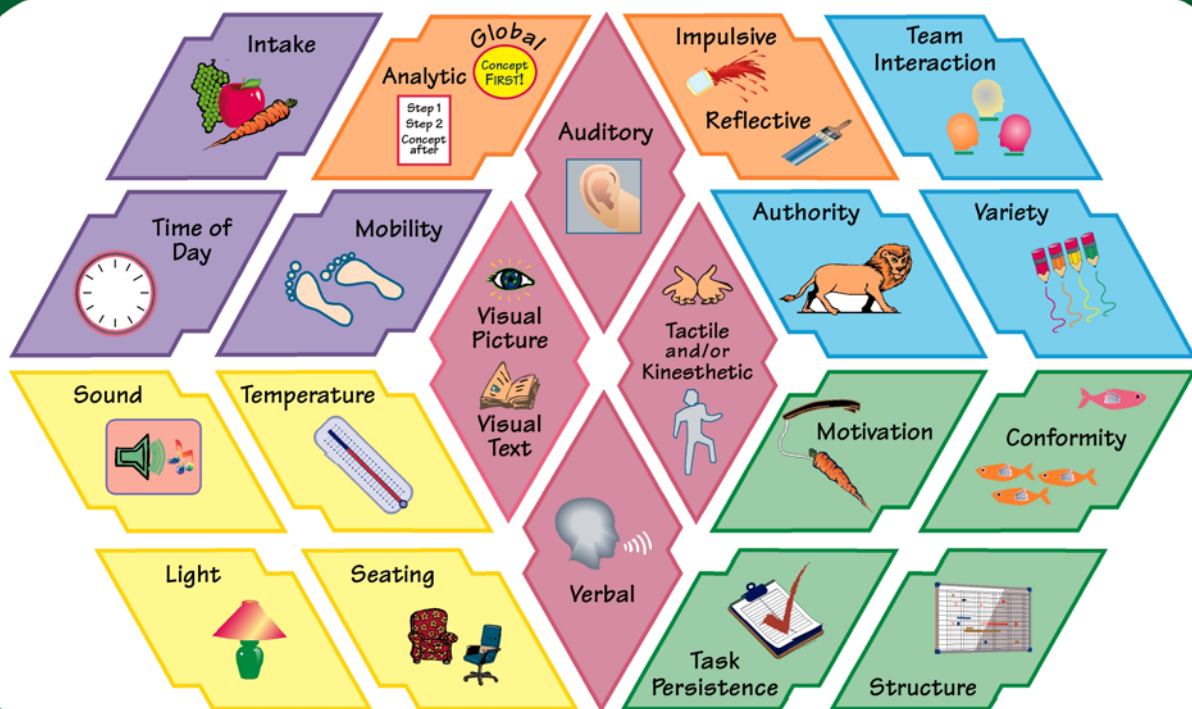 Intake
Global
Concept
FIRST!
Analytic
Step 1
Step 2
Concept
after
Auditory
Impulsive
Reflective
Team
Interaction
Time of
Day
Mobility
Visual
Picture
Visual
Text
Tactile
and/or
Kinesthetic
Authority
Variety
Sound
Temperature
Motivation
Conformity
Light
Seating
Verbal
Task
Persistence
Structure